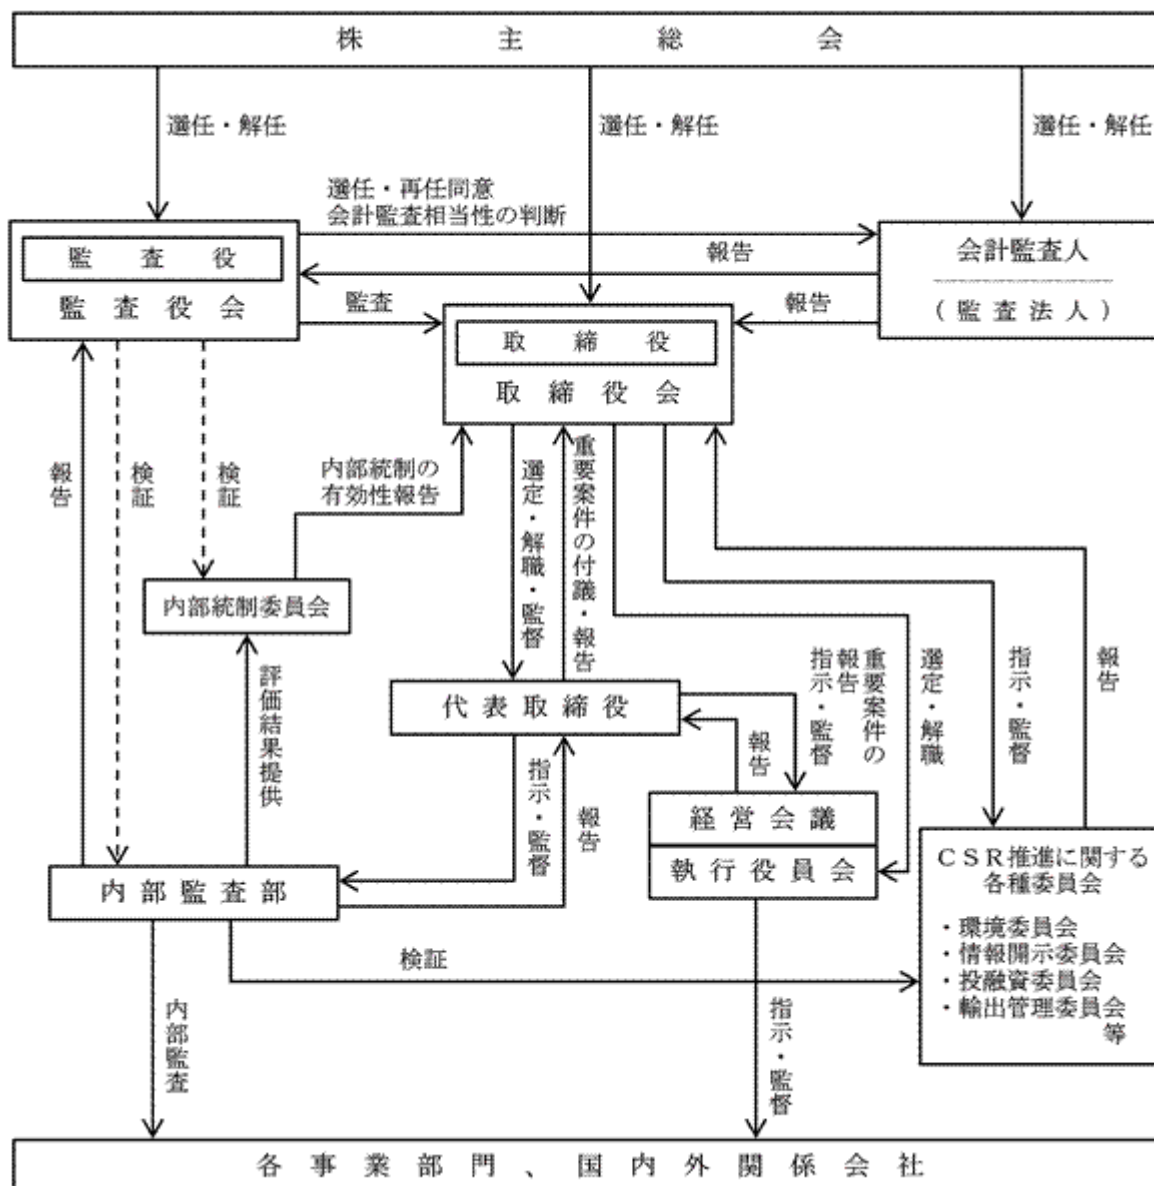 株主総会
選任・解任
選任・解任
選任・解任
選任・再任同意
会計監査相当性の判断
監査役
監査役会
報告
会計監査人
(監査法人)
監査
報告
取締役
取締役会
報告
検証
検証
内部統制の
有効性報告
選定・解職・監督
重要案件の付議・報告
内部統制委員会
評価結果提供
代表取締役
指示・監督
報告
報告
重要案件の
報告
指示・監督
選定・解職
指示・監督
報告
経営会議
執行役員会
内部監査部
検証
CSR推進に関する
各種委員会
・環境委員会
・情報開示委員会
・投融資委員会
・輸出管理委員会
等
内部監査
指示・監督
各事業部門、国内外関係会社